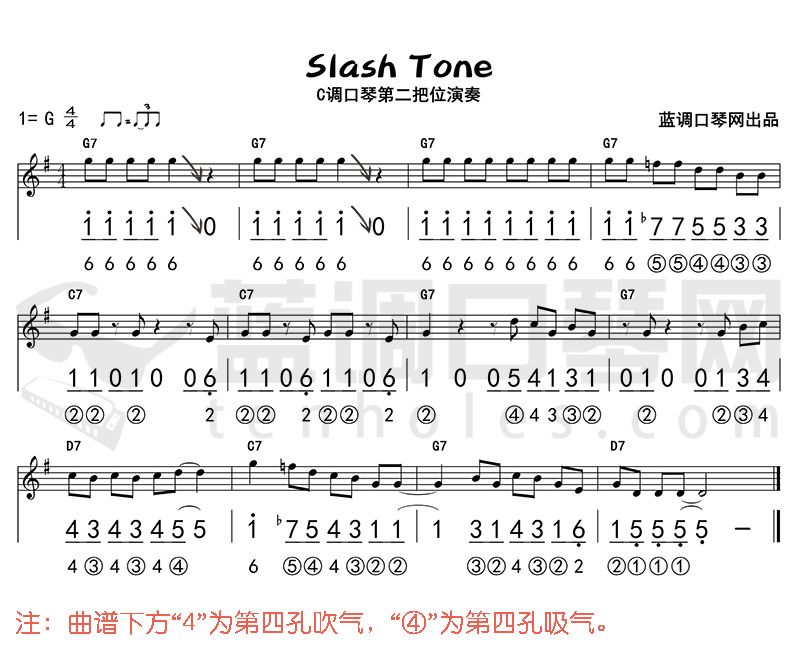 Slash Tone
C调口琴第二把位演奏
1= G 4/4 3
蓝调口琴网出品
G7 G7 G7 G7
i i i i i 0 i i i i i 0 i i i i i i i i i i ♭7 7 5 5 3 3
6 6 6 6 6 6 6 6 6 6 6 6 6 6 6 6 6 6 6 6 ⑤⑤④④③③
C7 C7 G7 G7
1 1 0 1 0 0 6 1 1 0 6 1 1 0 6 1 0 0 5 4 1 3 1 0 1 0 0 1 3 4
②② ② 2 ②② 2 ②② 2 ② ④ 4 3 ③② ② ②③ 4
D7 C7 G7 D7
4 3 4 3 4 5 5 i ♭7 5 4 3 1 1 1 3 1 4 3 1 6 1 5 5 5 5 –
4 ③ 4 ③ 4 ④ 6 ⑤④ 4 ③②② ③② 4 ③② 2 ②①①①
蓝调口琴网
tenholes.com
注：曲谱下方“4”为第四孔吹气，“④”为第四孔吸气。